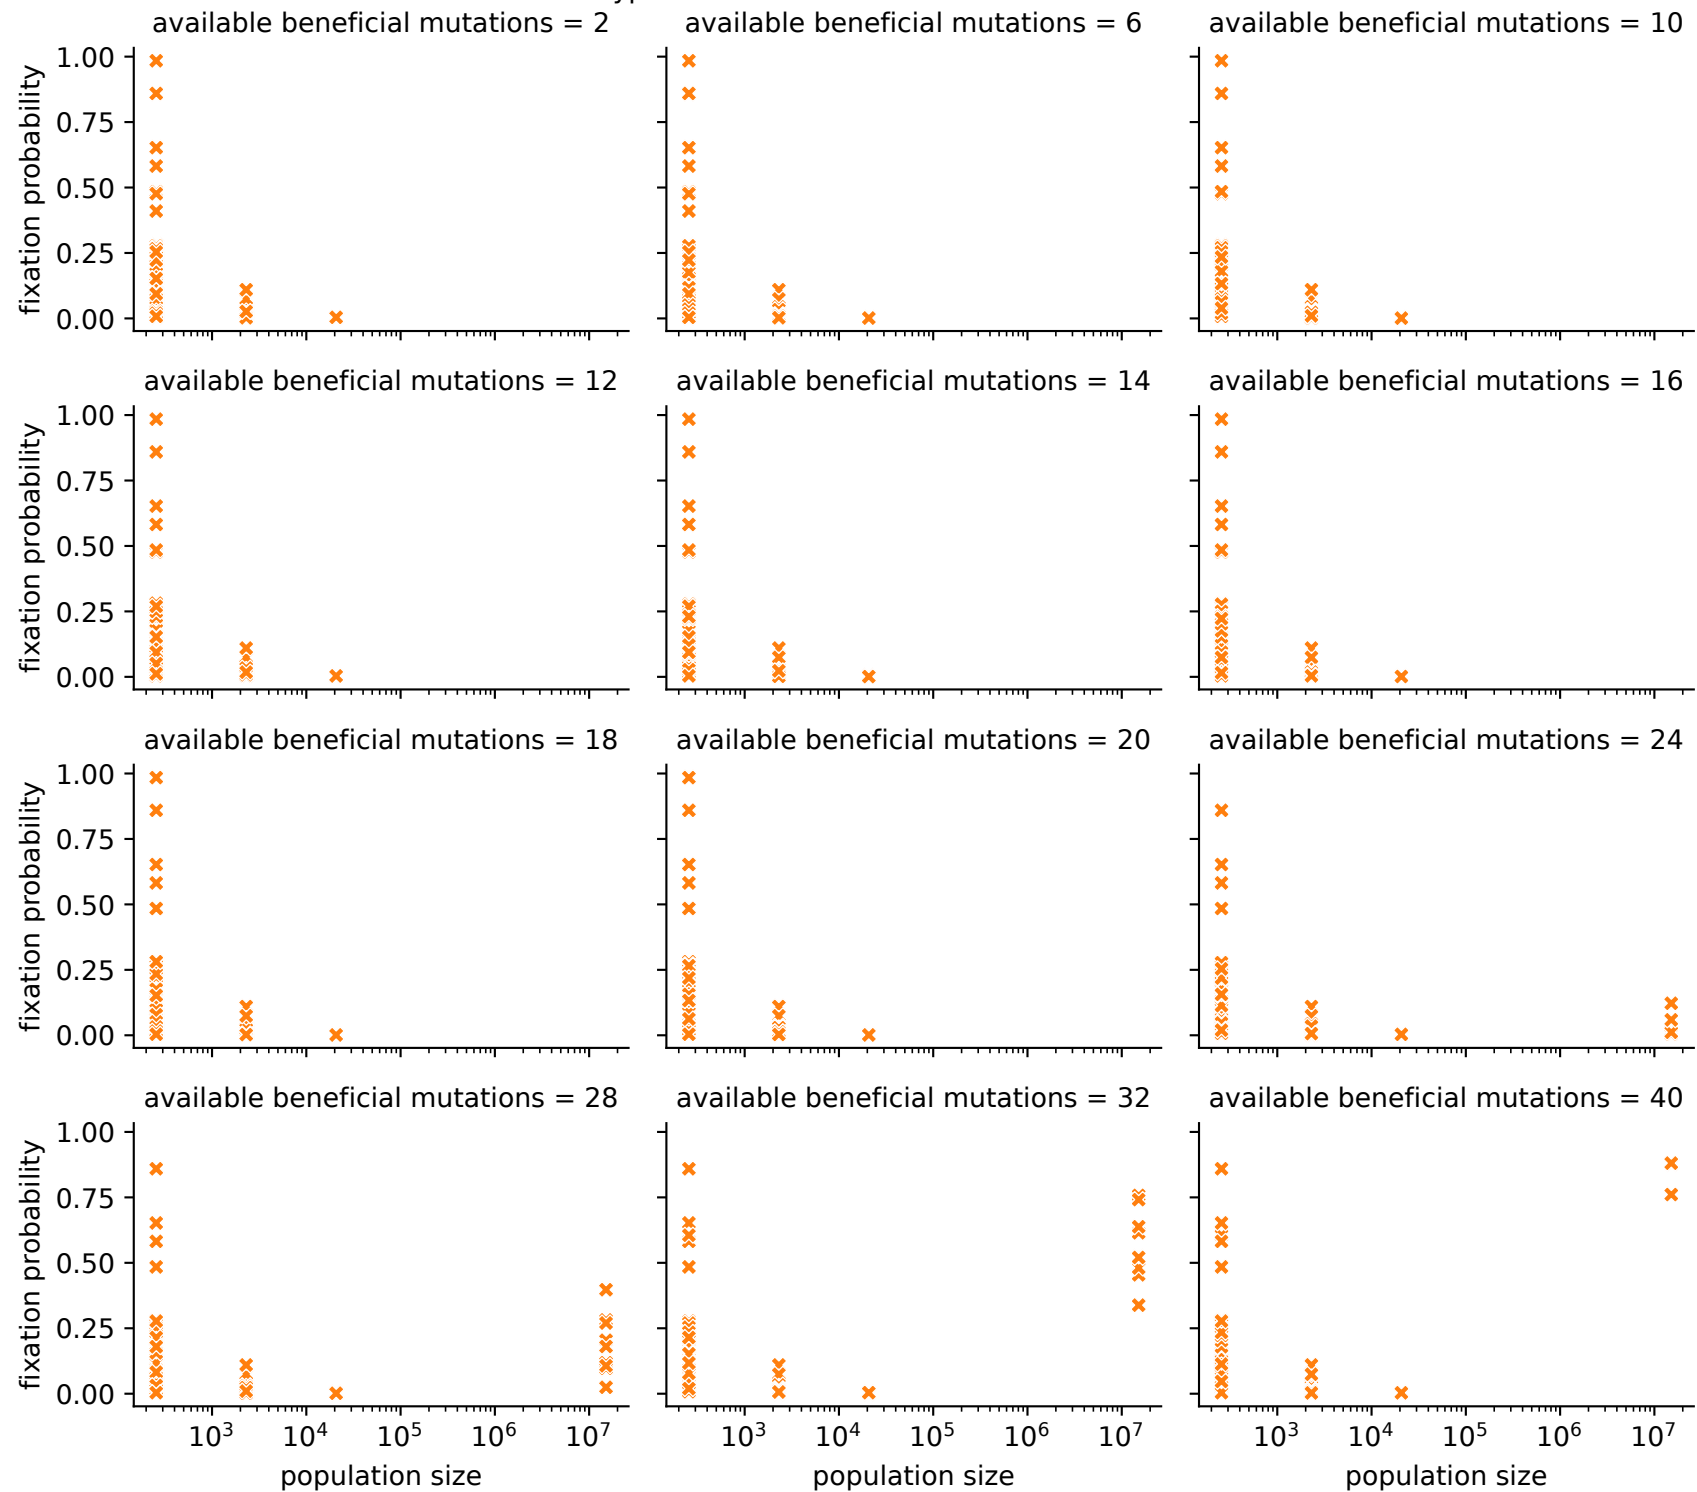 available beneficial mutations = 2
available beneficial mutations = 6
available beneficial mutations = 10
fixation probability
1.00
0.75
0.50
0.25
0.00
available beneficial mutations = 12
available beneficial mutations = 14
available beneficial mutations = 16
fixation probability
1.00
0.75
0.50
0.25
0.00
available beneficial mutations = 18
available beneficial mutations = 20
available beneficial mutations = 24
fixation probability
1.00
0.75
0.50
0.25
0.00
available beneficial mutations = 28
available beneficial mutations = 32
available beneficial mutations = 40
fixation probability
1.00
0.75
0.50
0.25
0.00
10³ 10⁴ 10⁵ 10⁶ 10⁷
10³ 10⁴ 10⁵ 10⁶ 10⁷
10³ 10⁴ 10⁵ 10⁶ 10⁷
population size
population size
population size